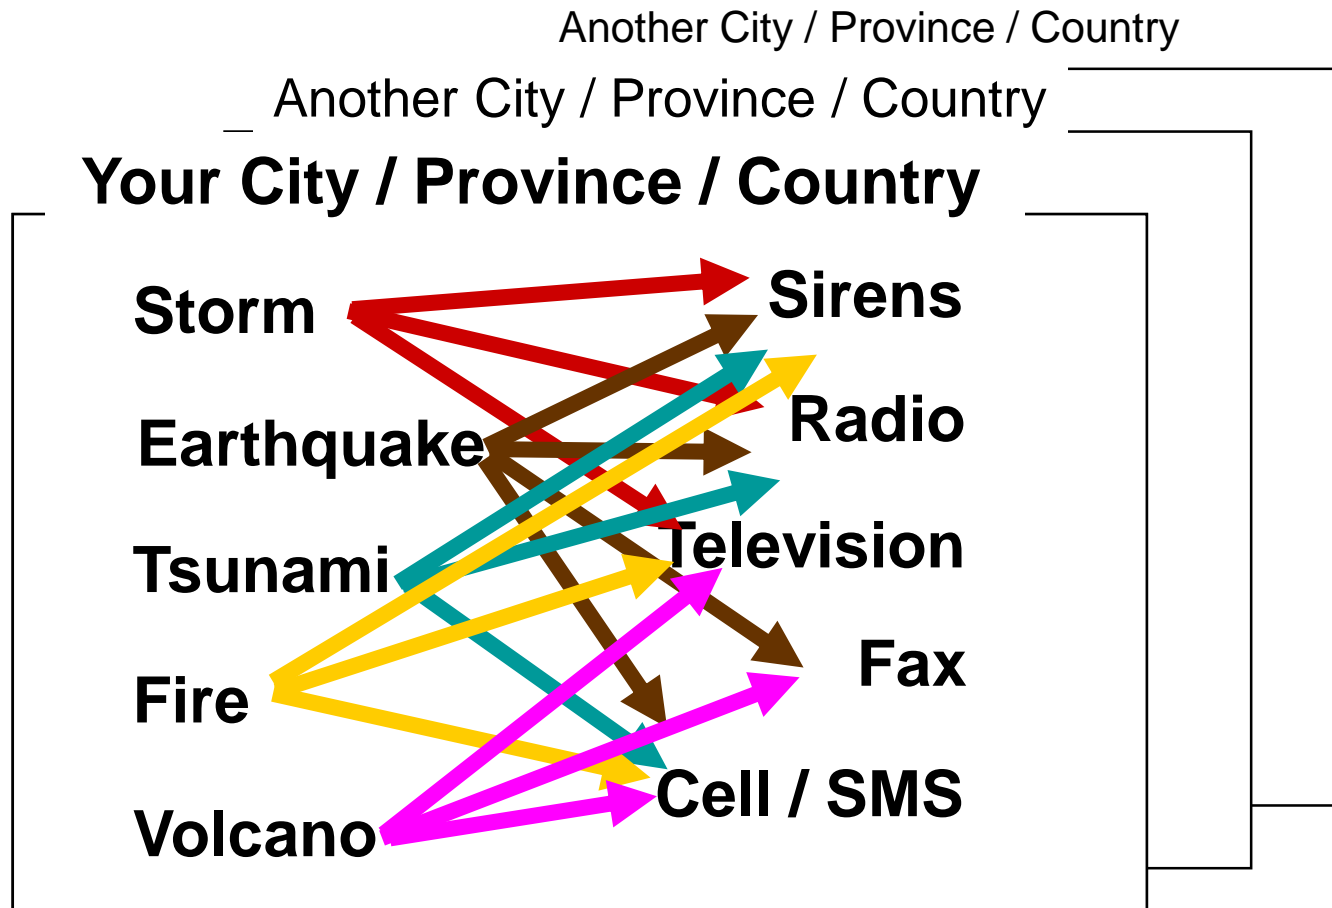 Another City / Province / Country
Another City / Province / Country
Your City / Province / Country
Storm
Sirens
Earthquake
Radio
Tsunami
Television
Fire
Fax
Volcano
Cell / SMS